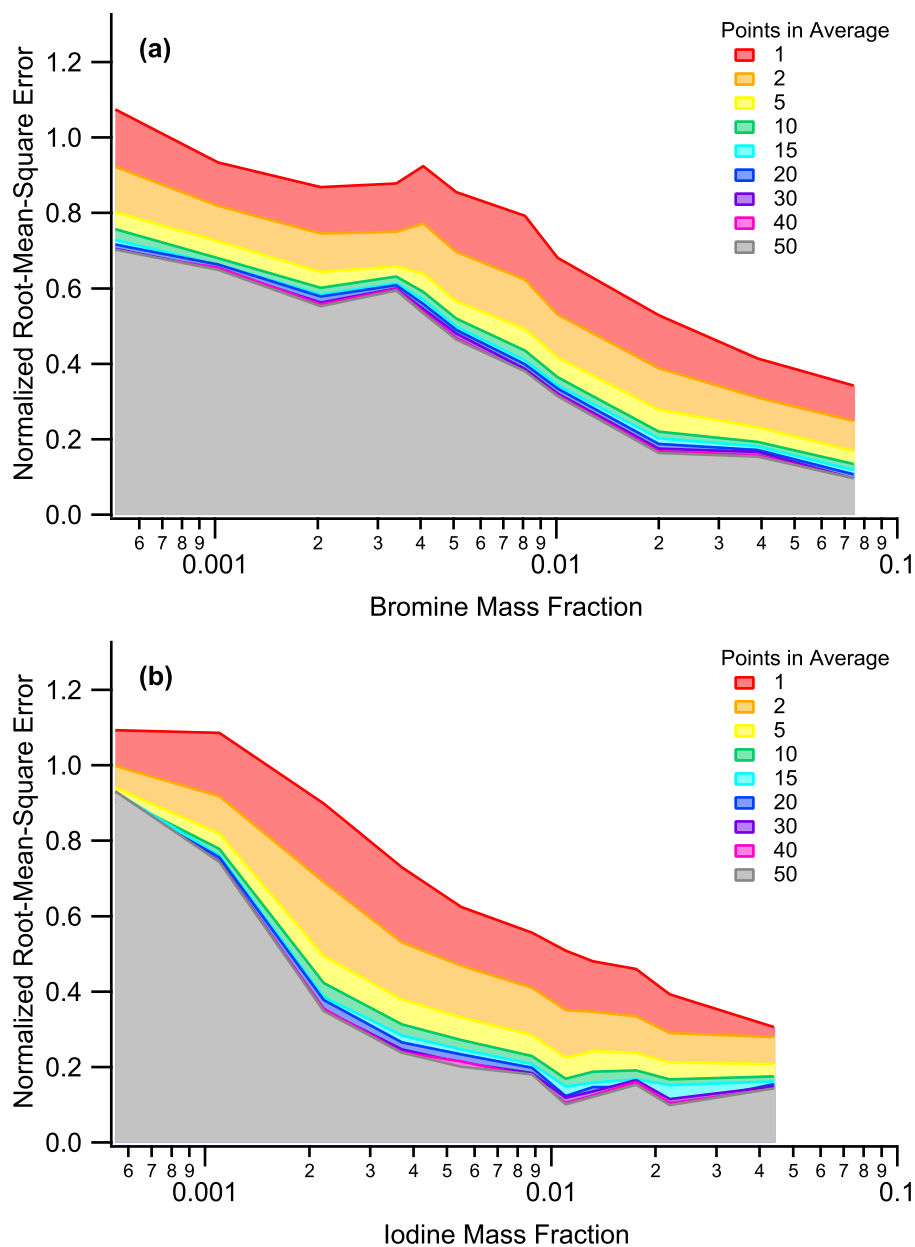 (a)
Points in Average
1
2
5
10
15
20
30
40
50
Normalized Root-Mean-Square Error
1.2
1.0
0.8
0.6
0.4
0.2
0.0
6 7 8 9 2 3 4 5 6 7 8 9 2 3 4 5 6 7 8 9
0.001 0.01 0.1
Bromine Mass Fraction
(b)
Points in Average
1
2
5
10
15
20
30
40
50
Normalized Root-Mean-Square Error
1.2
1.0
0.8
0.6
0.4
0.2
0.0
6 7 8 9 2 3 4 5 6 7 8 9 2 3 4 5 6 7 8 9
0.001 0.01 0.1
Iodine Mass Fraction